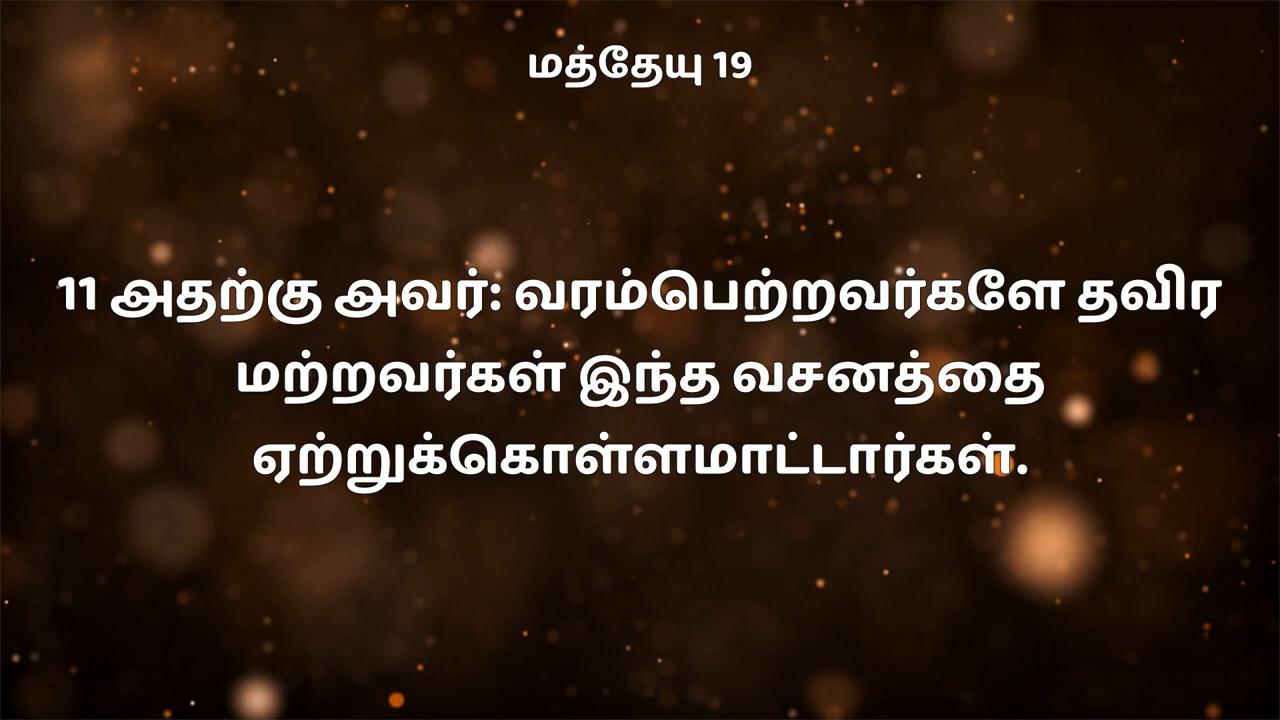 மத்தேயு 19
11 அதற்கு அவர்: வரம்பெற்றவர்களே தவிர
மற்றவர்கள் இந்த வசனத்தை
ஏற்றுக்கொள்ளமாட்டார்கள்.